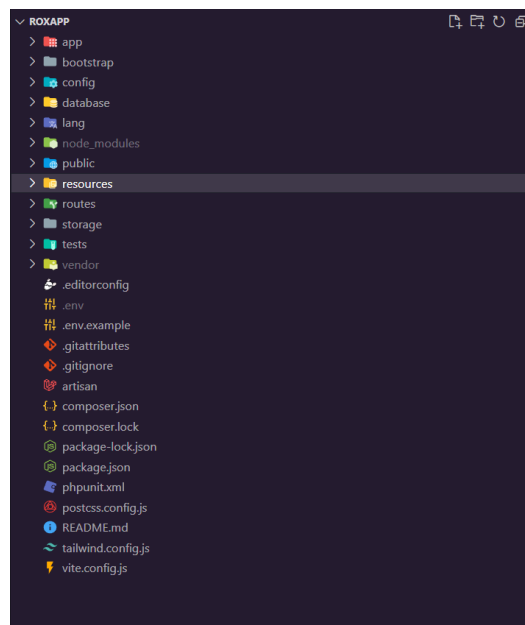 ROXAPP
app
bootstrap
config
database
lang
node_modules
public
resources
routes
storage
tests
vendor
.editorconfig
.env
.env.example
.gitattributes
.gitignore
artisan
composer.json
composer.lock
package-lock.json
package.json
phpunit.xml
postcss.config.js
README.md
tailwind.config.js
vite.config.js